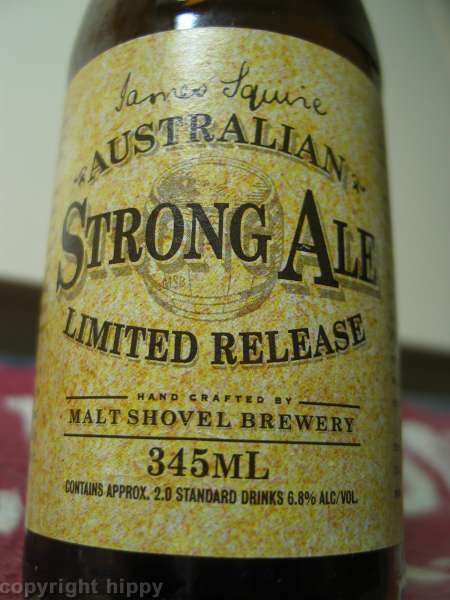 James Squire
AUSTRALIAN
STRONG ALE
LIMITED RELEASE
HAND CRAFTED BY
MALT SHOVEL BREWERY
345ML
CONTAINS APPROX. 2.0 STANDARD DRINKS 6.8% ALC/VOL.
copyright hippy